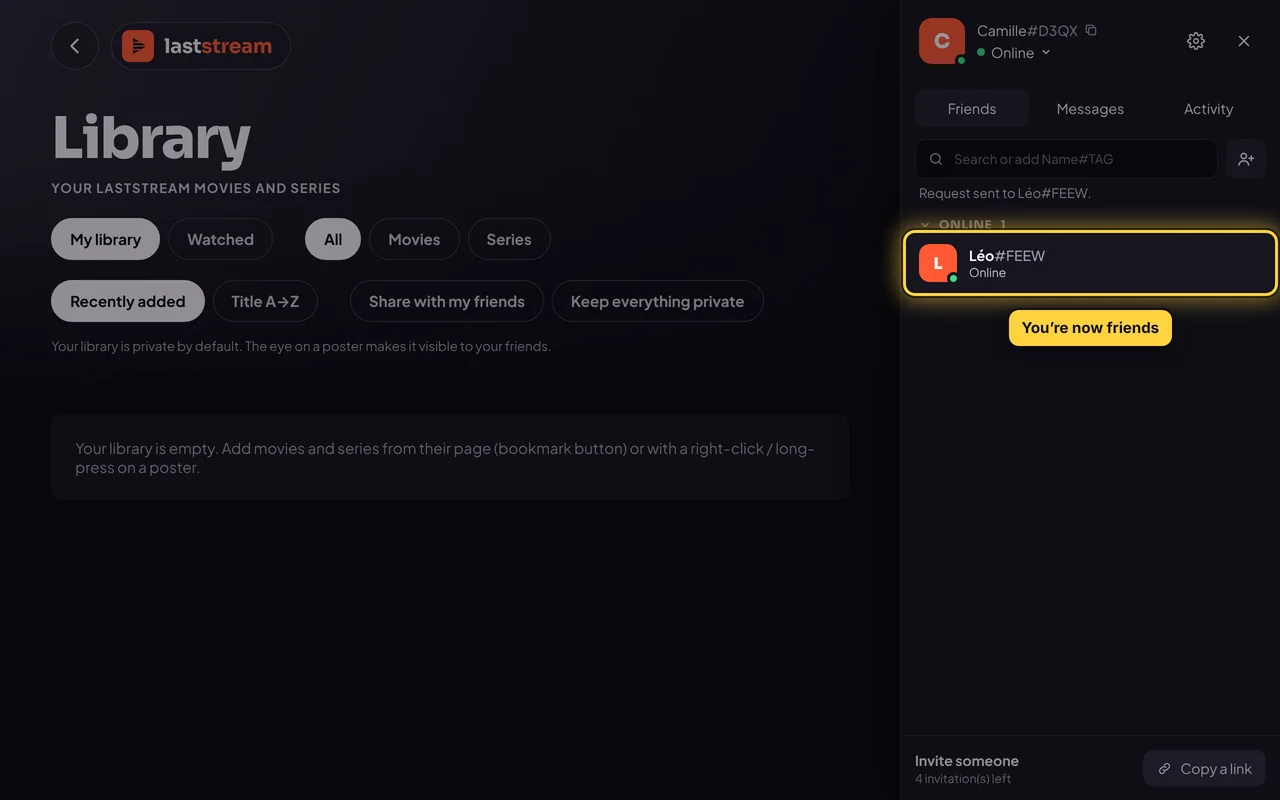 laststream
Library
YOUR LASTSTREAM MOVIES AND SERIES
My library
Watched
All
Movies
Series
Recently added
Title A→Z
Share with my friends
Keep everything private
Your library is private by default. The eye on a poster makes it visible to your friends.
Your library is empty. Add movies and series from their page (bookmark button) or with a right-click / long-
press on a poster.
C
Camille#D3QX
Online
Friends
Messages
Activity
Search or add Name#TAG
Request sent to Léo#FEEW.
ONLINE 1
L
Léo#FEEW
Online
You’re now friends
Invite someone
4 invitation(s) left
Copy a link